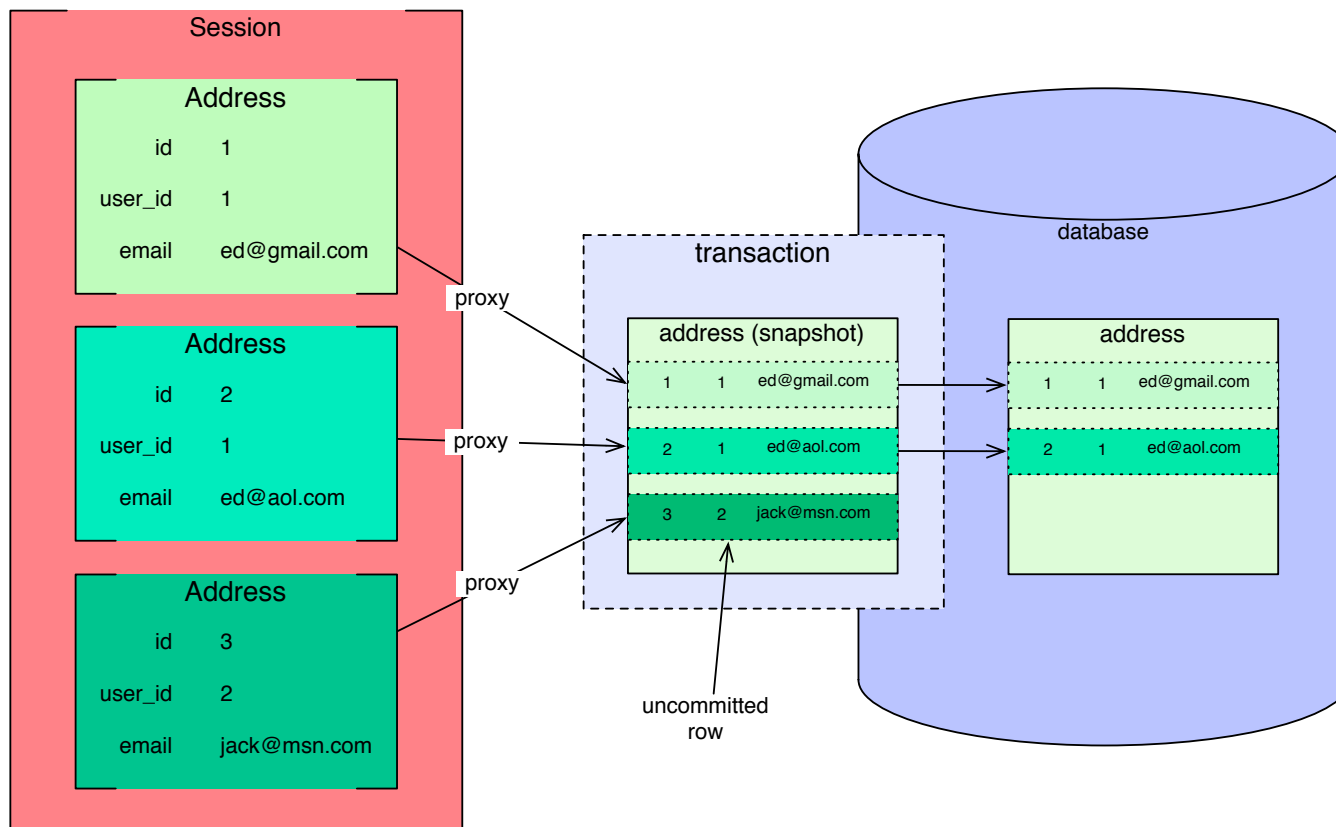 Session
Address
id 1
user_id 1
email ed@gmail.com
Address
id 2
user_id 1
email ed@aol.com
Address
id 3
user_id 2
email jack@msn.com
proxy
proxy
proxy
transaction
address (snapshot)
1 1 ed@gmail.com
2 1 ed@aol.com
3 2 jack@msn.com
uncommitted
row
database
address
1 1 ed@gmail.com
2 1 ed@aol.com